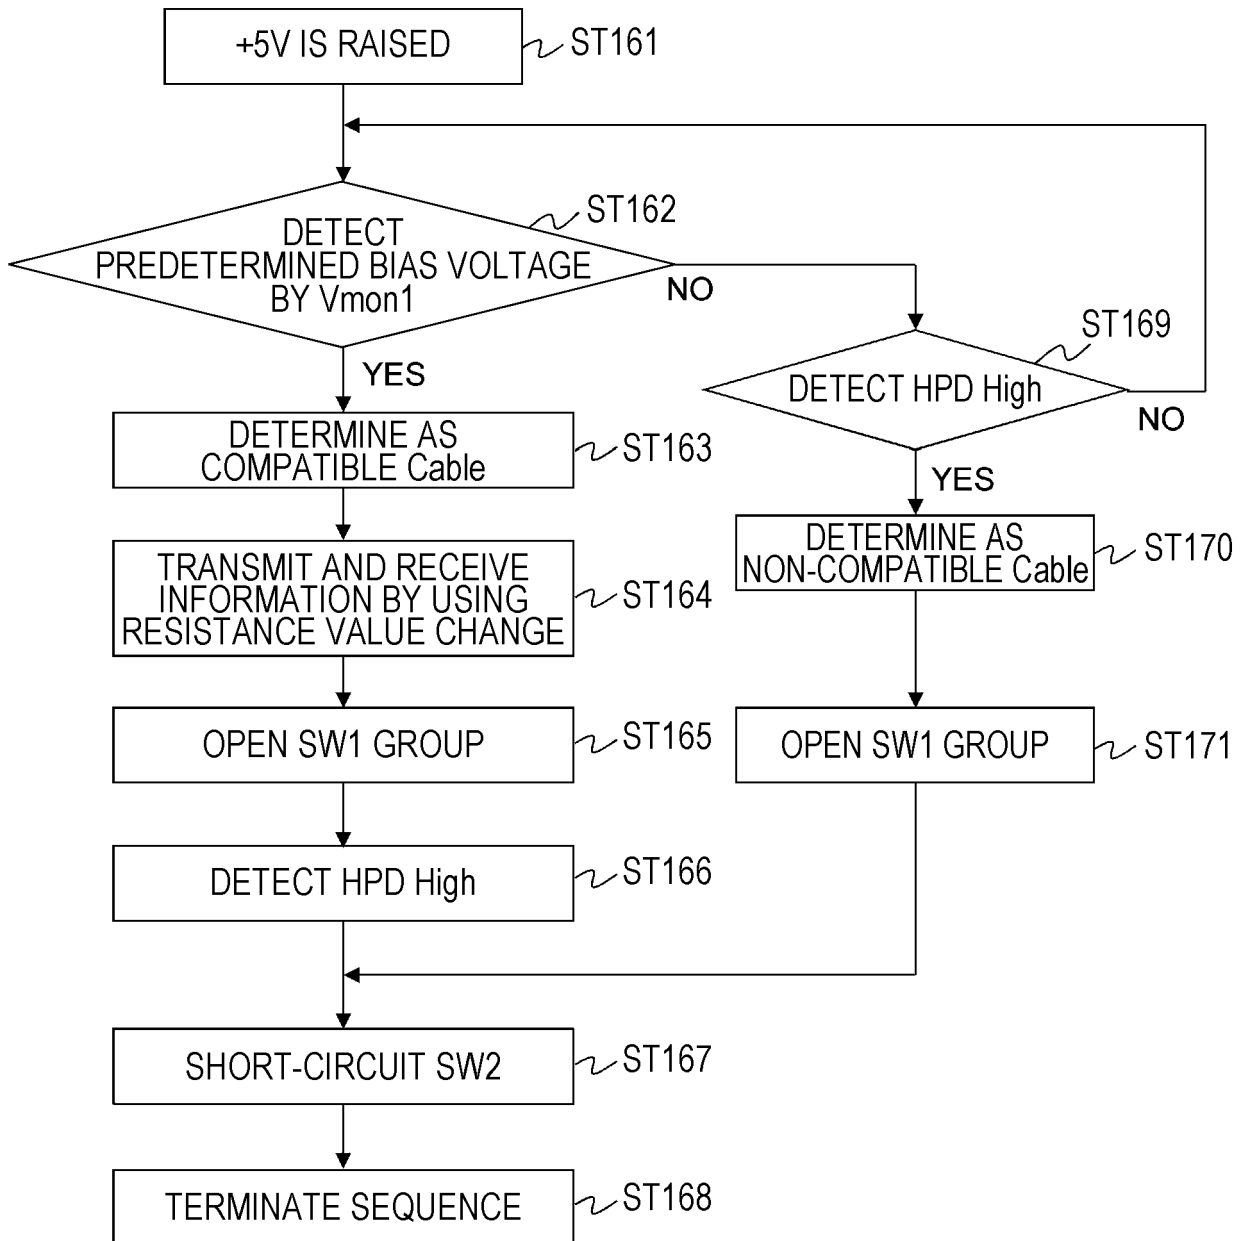 +5V IS RAISED
ST161
DETECT
PREDETERMINED BIAS VOLTAGE
BY Vmon1
ST162
NO
YES
DETERMINE AS
COMPATIBLE Cable
ST163
TRANSMIT AND RECEIVE
INFORMATION BY USING
RESISTANCE VALUE CHANGE
ST164
OPEN SW1 GROUP
ST165
DETECT HPD High
ST166
DETECT HPD High
ST169
NO
YES
DETERMINE AS
NON-COMPATIBLE Cable
ST170
OPEN SW1 GROUP
ST171
SHORT-CIRCUIT SW2
ST167
TERMINATE SEQUENCE
ST168